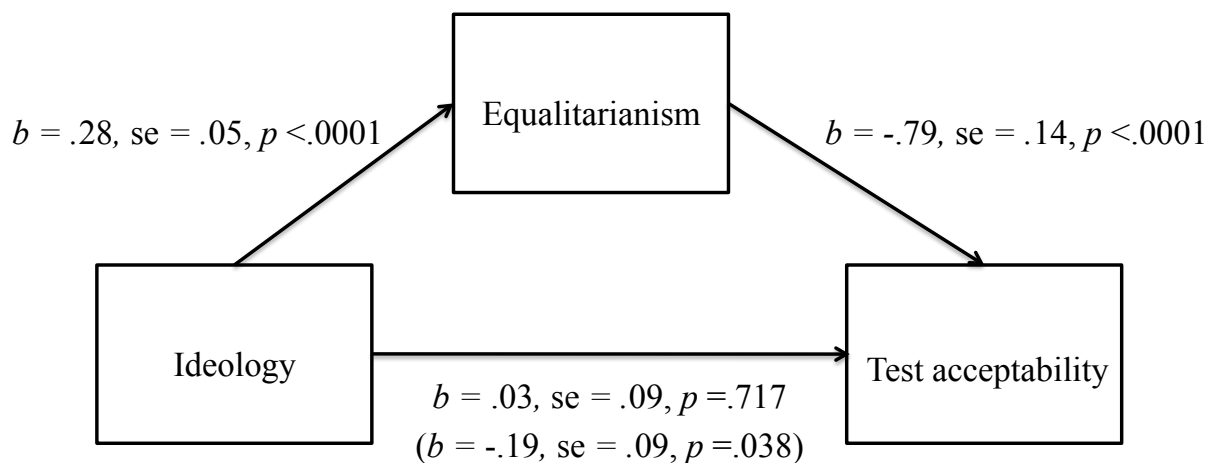 Equalitarianism
b = .28, se = .05, p <.0001
b = -.79, se = .14, p <.0001
Ideology
Test acceptability
b = .03, se = .09, p =.717
(b = -.19, se = .09, p =.038)